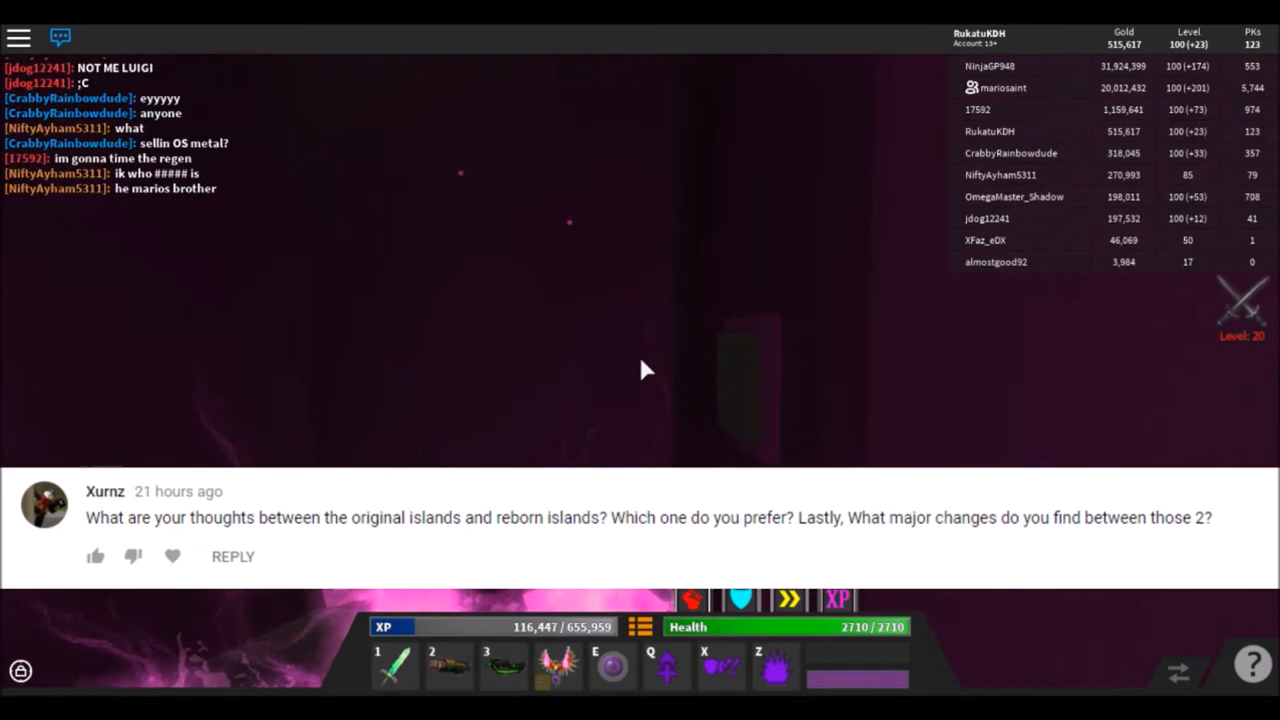 RukatuKDH
Account: 13+
Gold
515,617
Level
100 (+23)
PKs
123
NinjaGP948 31,924,399 100 (+174) 553
mariosaint 20,012,432 100 (+201) 5,744
17592 1,159,641 100 (+73) 974
RukatuKDH 515,617 100 (+23) 123
CrabbyRainbowdude 318,045 100 (+33) 357
NiftyAyham5311 270,993 85 79
OmegaMaster_Shadow 198,011 100 (+53) 708
jdog12241 197,532 100 (+12) 41
XFaz_eDX 46,069 50 1
almostgood92 3,984 17 0
[jdog12241]: NOT ME LUIGI
[jdog12241]: ;C
[CrabbyRainbowdude]: eyyyyy
[CrabbyRainbowdude]: anyone
[NiftyAyham5311]: what
[CrabbyRainbowdude]: sellin OS metal?
[17592]: im gonna time the regen
[NiftyAyham5311]: ik who ##### is
[NiftyAyham5311]: he marios brother
Level: 20
Xurnz 21 hours ago
What are your thoughts between the original islands and reborn islands? Which one do you prefer? Lastly, What major changes do you find between those 2?
REPLY
XP
XP 116,447 / 655,959
Health 2710 / 2710
1 2 3 E Q X Z
?